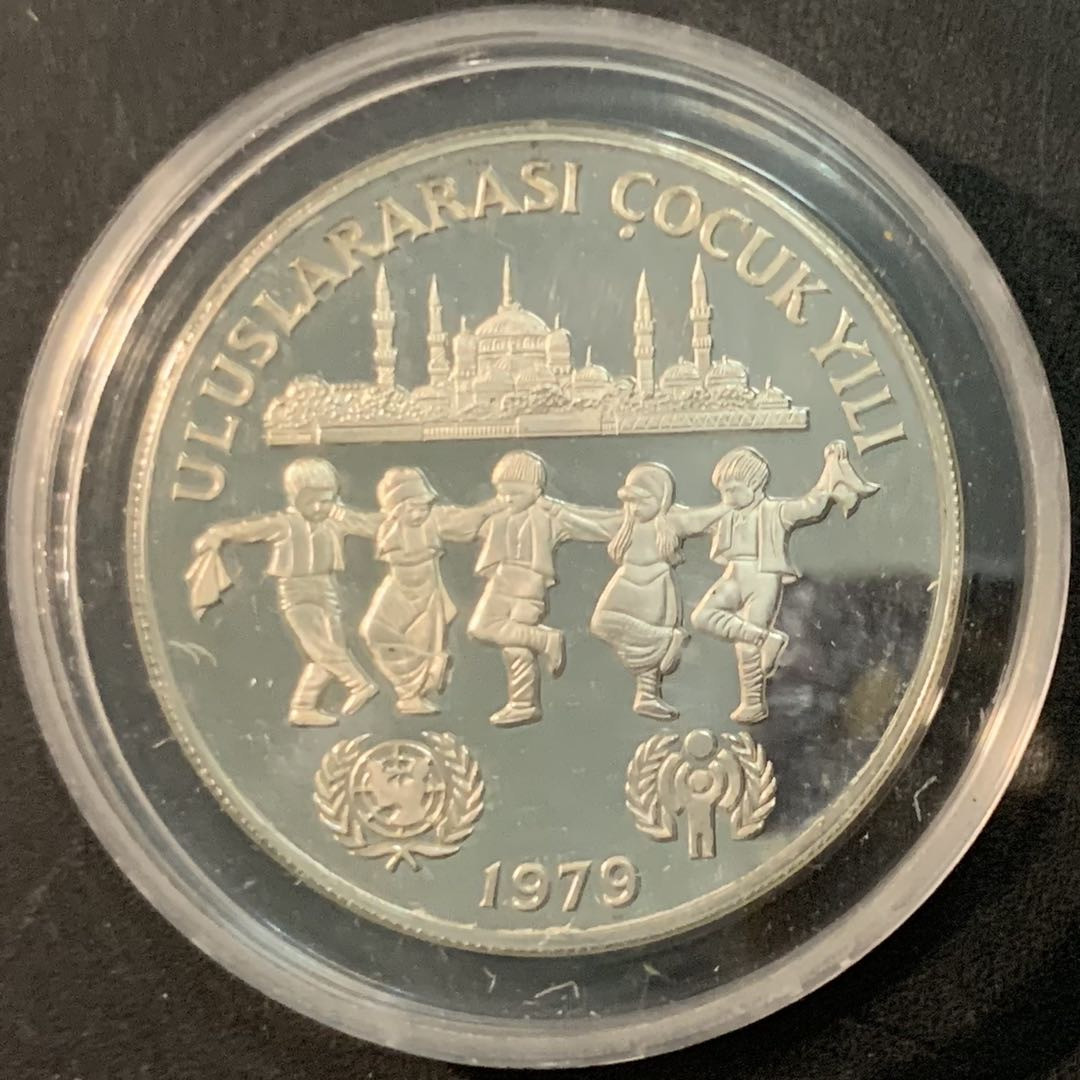 ULUSLARARASI ÇOCUK YILI
1979